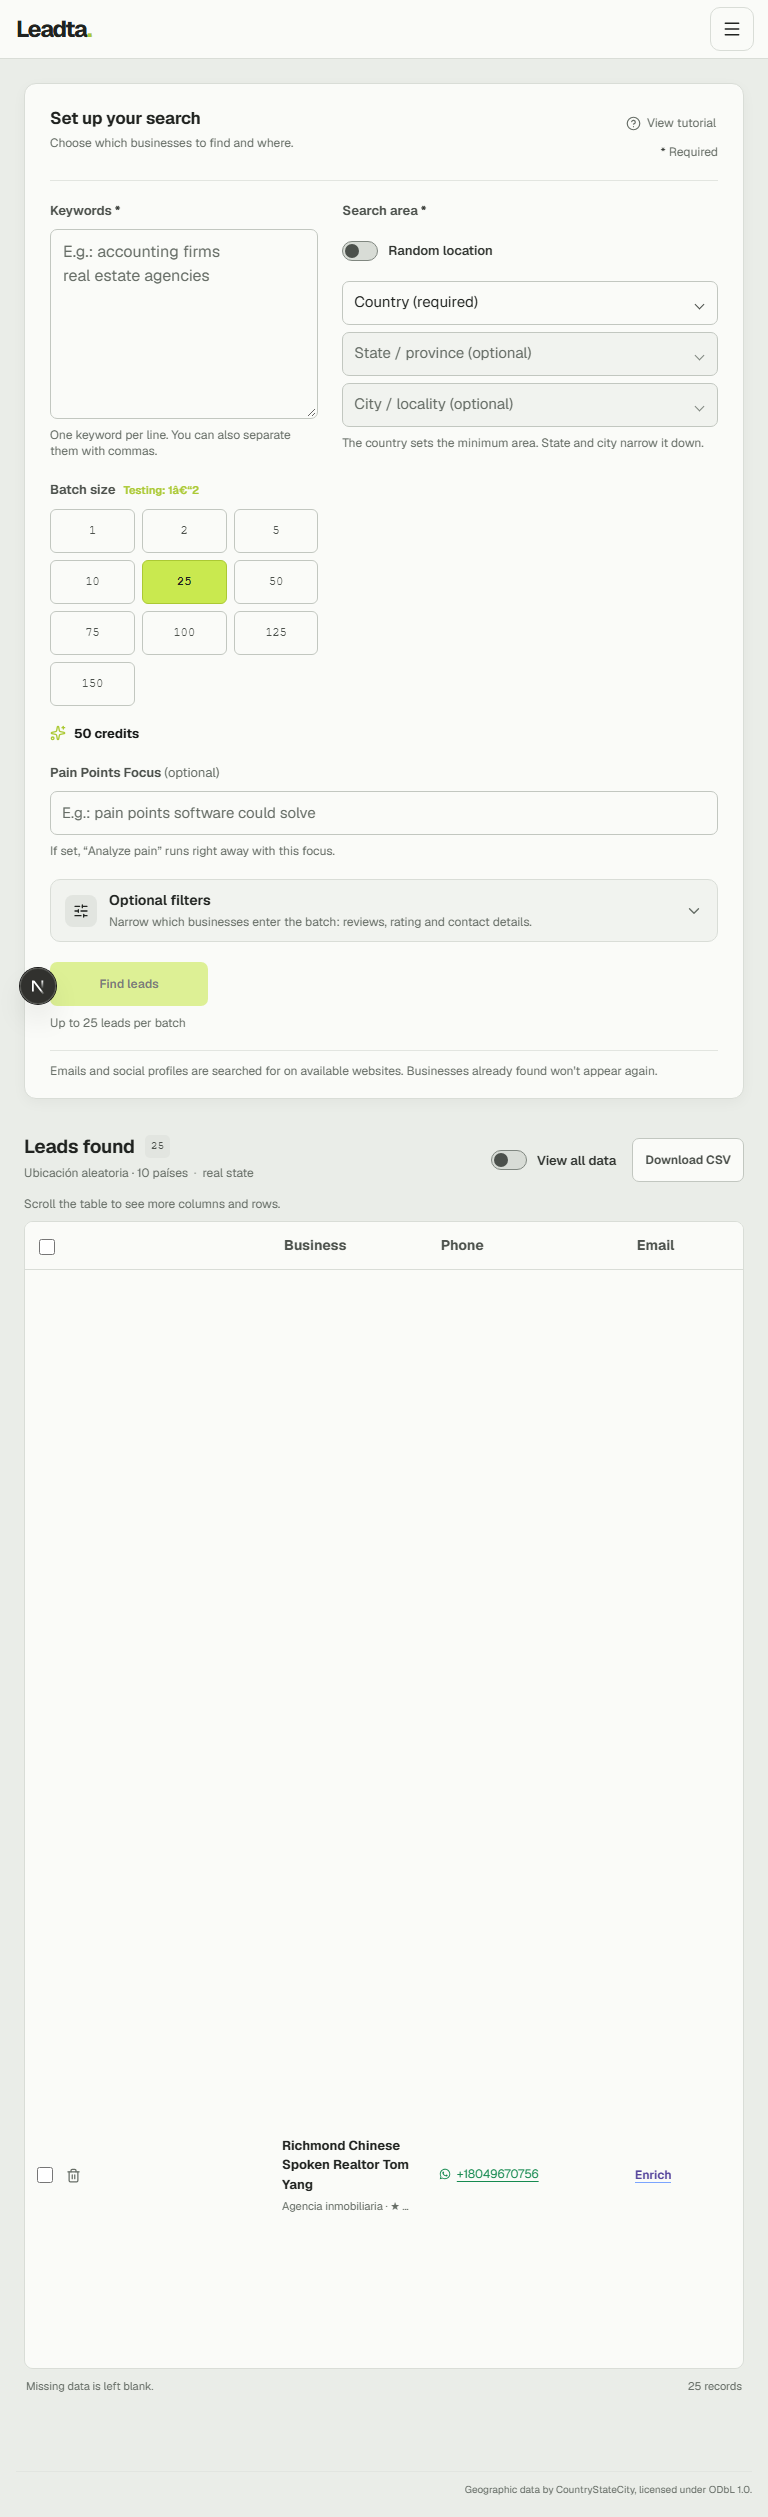 Leadta.
Set up your search
Choose which businesses to find and where.
View tutorial
* Required
Keywords *
E.g.: accounting firms
real estate agencies
One keyword per line. You can also separate
them with commas.
Search area *
Random location
Country (required)
State / province (optional)
City / locality (optional)
The country sets the minimum area. State and city narrow it down.
Batch size Testing: 1â€“2
1 2 5
10 25 50
75 100 125
150
50 credits
Pain Points Focus (optional)
E.g.: pain points software could solve
If set, “Analyze pain” runs right away with this focus.
Optional filters
Narrow which businesses enter the batch: reviews, rating and contact details.
N
Find leads
Up to 25 leads per batch
Emails and social profiles are searched for on available websites. Businesses already found won't appear again.
Leads found 25
Ubicación aleatoria · 10 países · real state
View all data
Download CSV
Scroll the table to see more columns and rows.
Business Phone Email
Richmond Chinese
Spoken Realtor Tom
Yang
Agencia inmobiliaria · ★ ...
+18049670756
Enrich
Missing data is left blank.
25 records
Geographic data by CountryStateCity, licensed under ODbL 1.0.